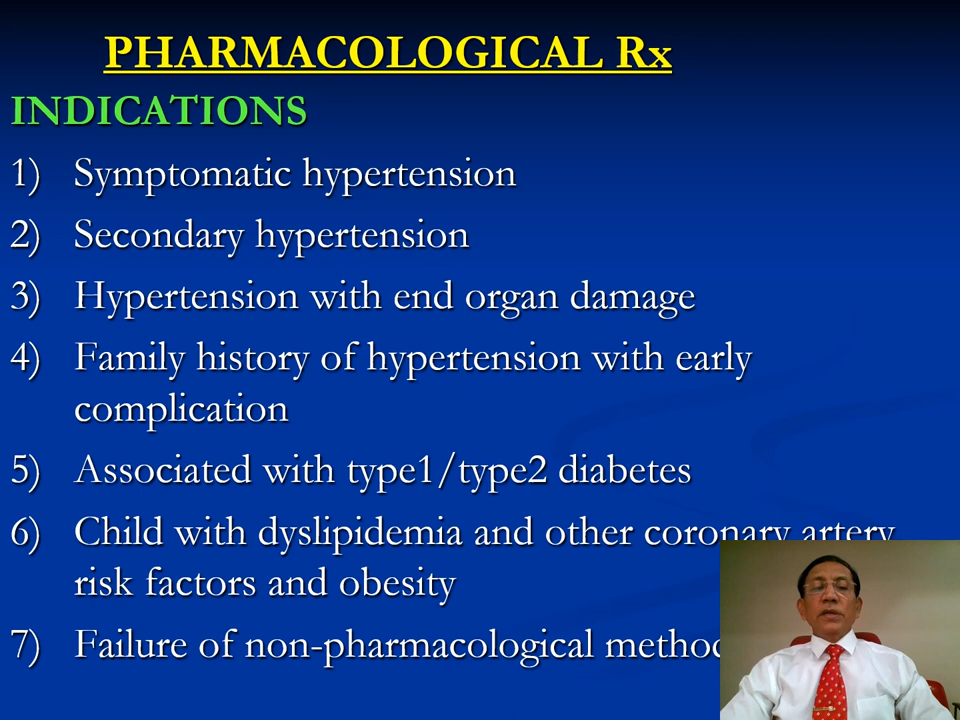 PHARMACOLOGICAL Rx
INDICATIONS
1) Symptomatic hypertension
2) Secondary hypertension
3) Hypertension with end organ damage
4) Family history of hypertension with early
complication
5) Associated with type1/type2 diabetes
6) Child with dyslipidemia and other coronary artery
risk factors and obesity
7) Failure of non-pharmacological